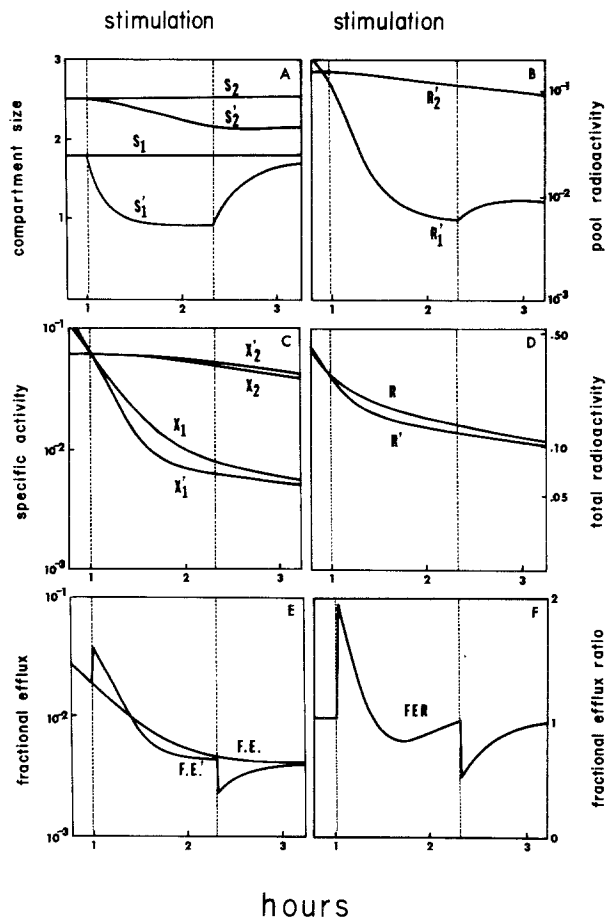 stimulation stimulation
A
compartment size
3
2
1
S2
S'2
S1
S'1
1 2 3
B
R'2
R'1
10^-1
10^-2
10^-3
pool radioactivity
1 2 3
C
specific activity
10^-1
10^-2
10^-3
X'2
X2
X1
X'1
1 2 3
D
R
R'
.50
.10
.05
total radioactivity
1 2 3
E
fractional efflux
10^-1
10^-2
10^-3
F.E.
F.E.'
1 2 3
F
FER
2
1
0
fractional efflux ratio
1 2 3
hours